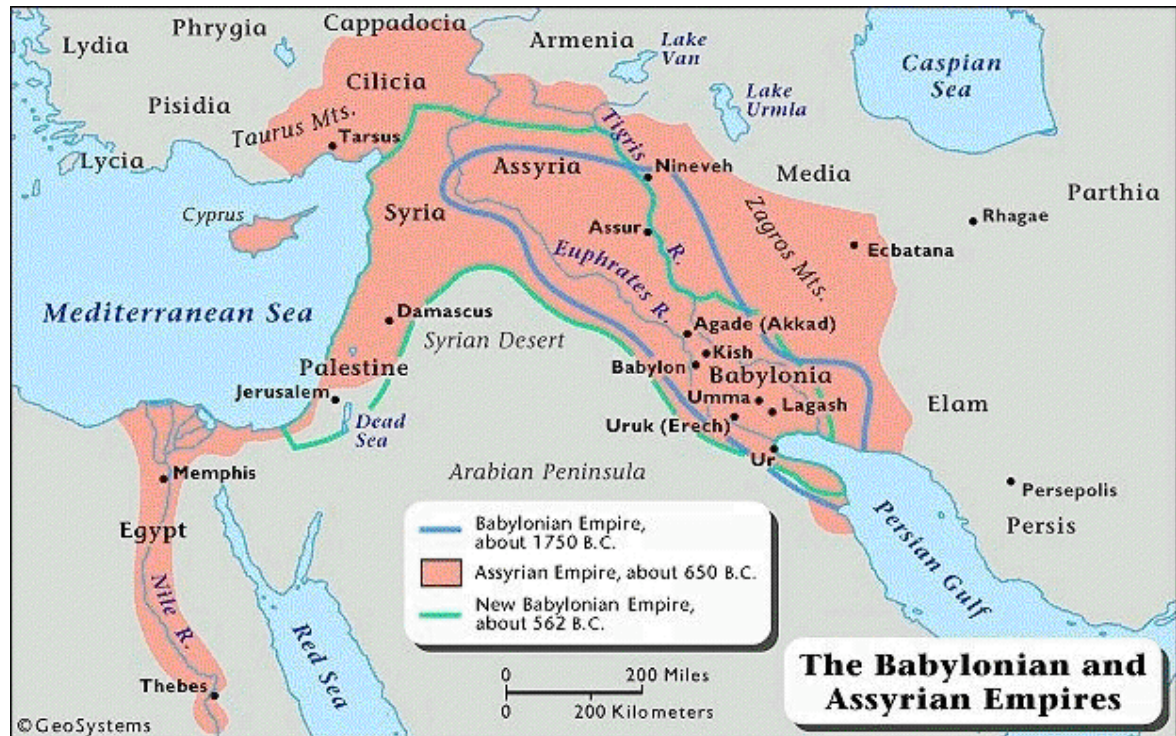 Cappadocia
Phrygia
Lydia
Armenia
Lake
Van
Caspian
Sea
Cilicia
Lake
Urmla
Pisidia
Taurus Mts.
Tarsus
Tigris
R.
Lycia
Assyria
Nineveh
Media
Parthia
Cyprus
Syria
Assur
Zagros Mts.
Rhagae
Ecbatana
Euphrates R.
Mediterranean Sea
Damascus
Syrian Desert
Agade (Akkad)
Kish
Babylon
Babylonia
Palestine
Jerusalem
Umma
Lagash
Elam
Dead
Sea
Uruk (Erech)
Ur
Memphis
Arabian Peninsula
Persepolis
Persis
Egypt
Persian Gulf
Babylonian Empire,
about 1750 B.C.
Assyrian Empire, about 650 B.C.
New Babylonian Empire,
about 562 B.C.
Nile R.
Red Sea
Thebes
0 200 Miles
0 200 Kilometers
The Babylonian and
Assyrian Empires
©GeoSystems